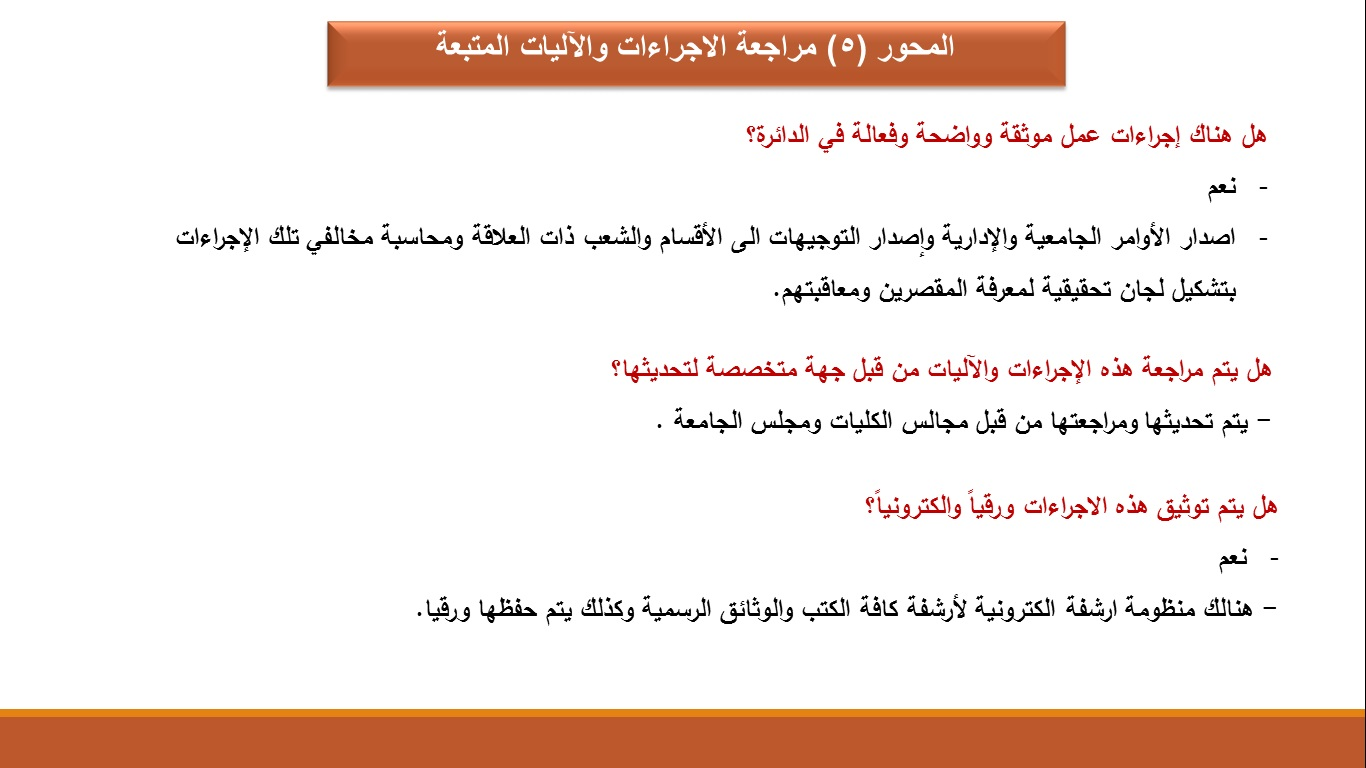 المحور (٥) مراجعة الاجراءات والآليات المتبعة
هل هناك إجراءات عمل موثقة وواضحة وفعالة في الدائرة؟
- نعم
- اصدار الأوامر الجامعية والإدارية وإصدار التوجيهات الى الأقسام والشعب ذات العلاقة ومحاسبة مخالفي تلك الإجراءات
بتشكيل لجان تحقيقية لمعرفة المقصرين ومعاقبتهم.
هل يتم مراجعة هذه الإجراءات والآليات من قبل جهة متخصصة لتحديثها؟
– يتم تحديثها ومراجعتها من قبل مجالس الكليات ومجلس الجامعة .
هل يتم توثيق هذه الاجراءات ورقياً والكترونياً؟
- نعم
– هنالك منظومة ارشفة الكترونية لأرشفة كافة الكتب والوثائق الرسمية وكذلك يتم حفظها ورقيا.